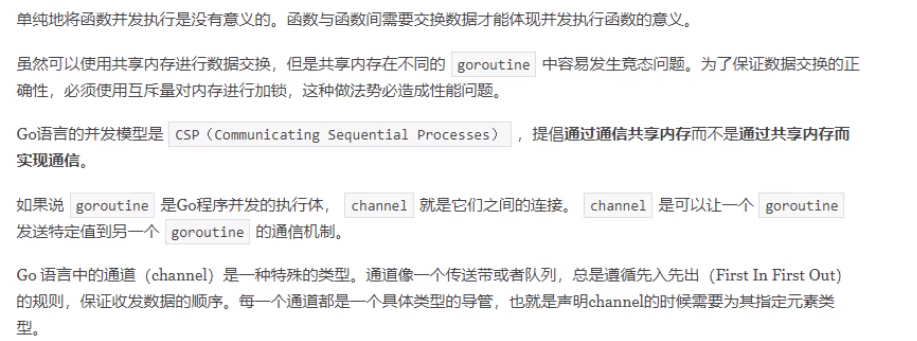 单纯地将函数并发执行是没有意义的。函数与函数间需要交换数据才能体现并发执行函数的意义。
虽然可以使用共享内存进行数据交换，但是共享内存在不同的 goroutine 中容易发生竞态问题。为了保证数据交换的正
确性，必须使用互斥量对内存进行加锁，这种做法势必造成性能问题。
Go语言的并发模型是 CSP（Communicating Sequential Processes） ，提倡通过通信共享内存而不是通过共享内存而
实现通信。
如果说 goroutine 是Go程序并发的执行体， channel 就是它们之间的连接。 channel 是可以让一个 goroutine
发送特定值到另一个 goroutine 的通信机制。
Go 语言中的通道（channel）是一种特殊的类型。通道像一个传送带或者队列，总是遵循先入先出（First In First Out）
的规则，保证收发数据的顺序。每一个通道都是一个具体类型的导管，也就是声明channel的时候需要为其指定元素类
型。